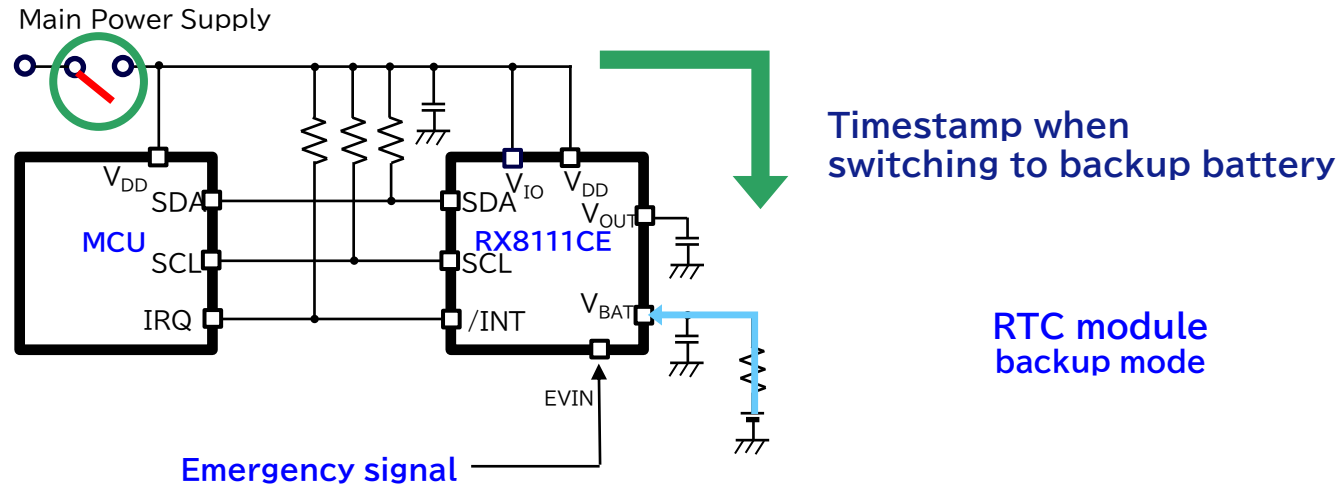 Main Power Supply
Timestamp when
switching to backup battery
VDD
VIO
VDD
SDA
SDA
VOUT
MCU
RX8111CE
SCL
SCL
VBAT
IRQ
/INT
RTC module
backup mode
EVIN
Emergency signal